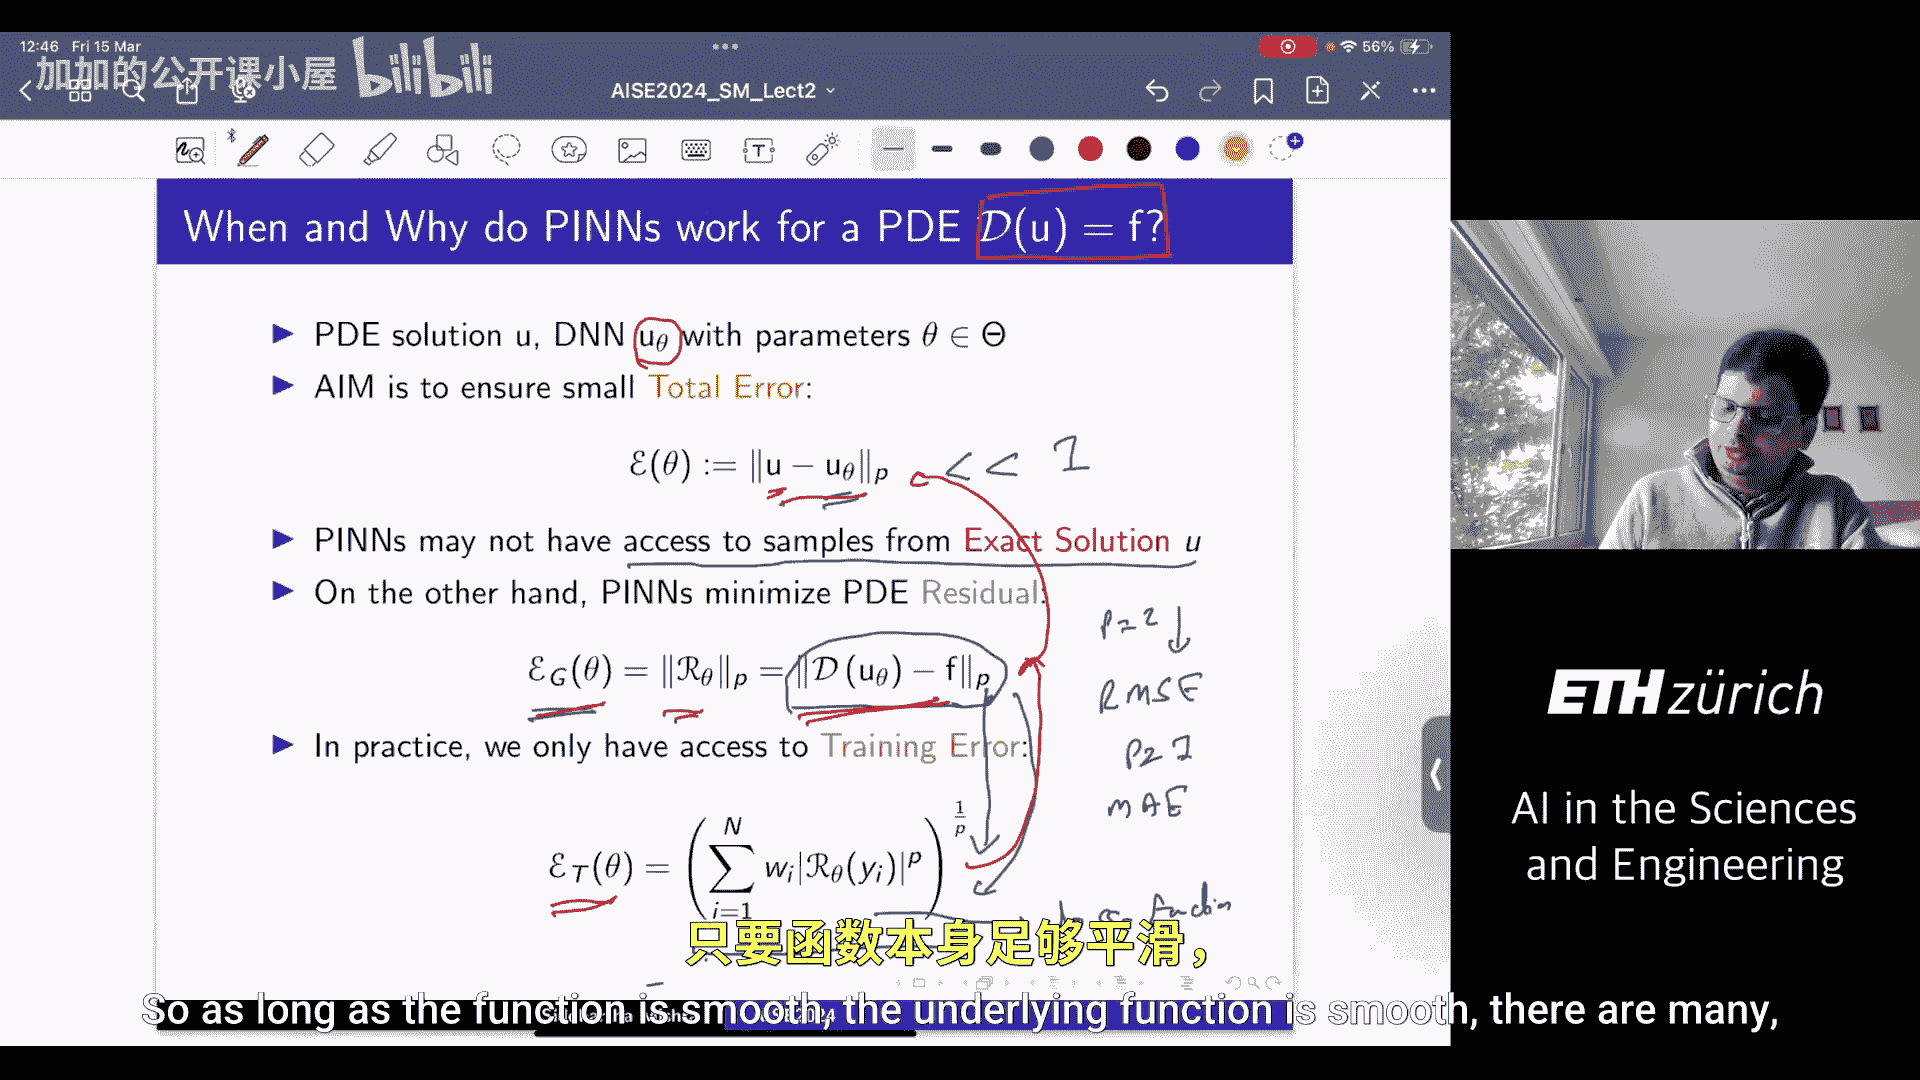 12:46 Fri 15 Mar
56%
加加的公开课小屋 bilibili
AISE2024_SM_Lect2
When and Why do PINNs work for a PDE 𝒟(u) = f?
PDE solution u, DNN u_θ with parameters θ ∈ Θ
AIM is to ensure small Total Error:
ℰ(θ) := ‖u − u_θ‖_p << 1
PINNs may not have access to samples from Exact Solution u
On the other hand, PINNs minimize PDE Residual:
P=2 ↓
ℰ_G(θ) = ‖ℛ_θ‖_p = ‖𝒟(u_θ) − f‖_p
RMSE
In practice, we only have access to Training Error:
P=1
MAE
ℰ_T(θ) = (∑_{i=1}^{N} w_i|ℛ_θ(y_i)|^p)^{1/p}
function
只要函数本身足够平滑，
So as long as the function is smooth, the underlying function is smooth, there are many,
ETH zürich
AI in the Sciences
and Engineering